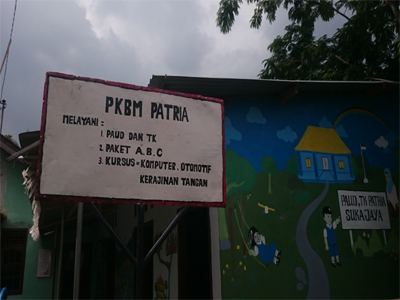 PKBM PATRIA
MELAYANI :
1. PAUD DAN TK
2. PAKET A.B.C
3. KURSUS = KOMPUTER. OTOMOTIF
KERAJINAN TANGAN
PAUD, TK PATRIA
SUKAJAYA